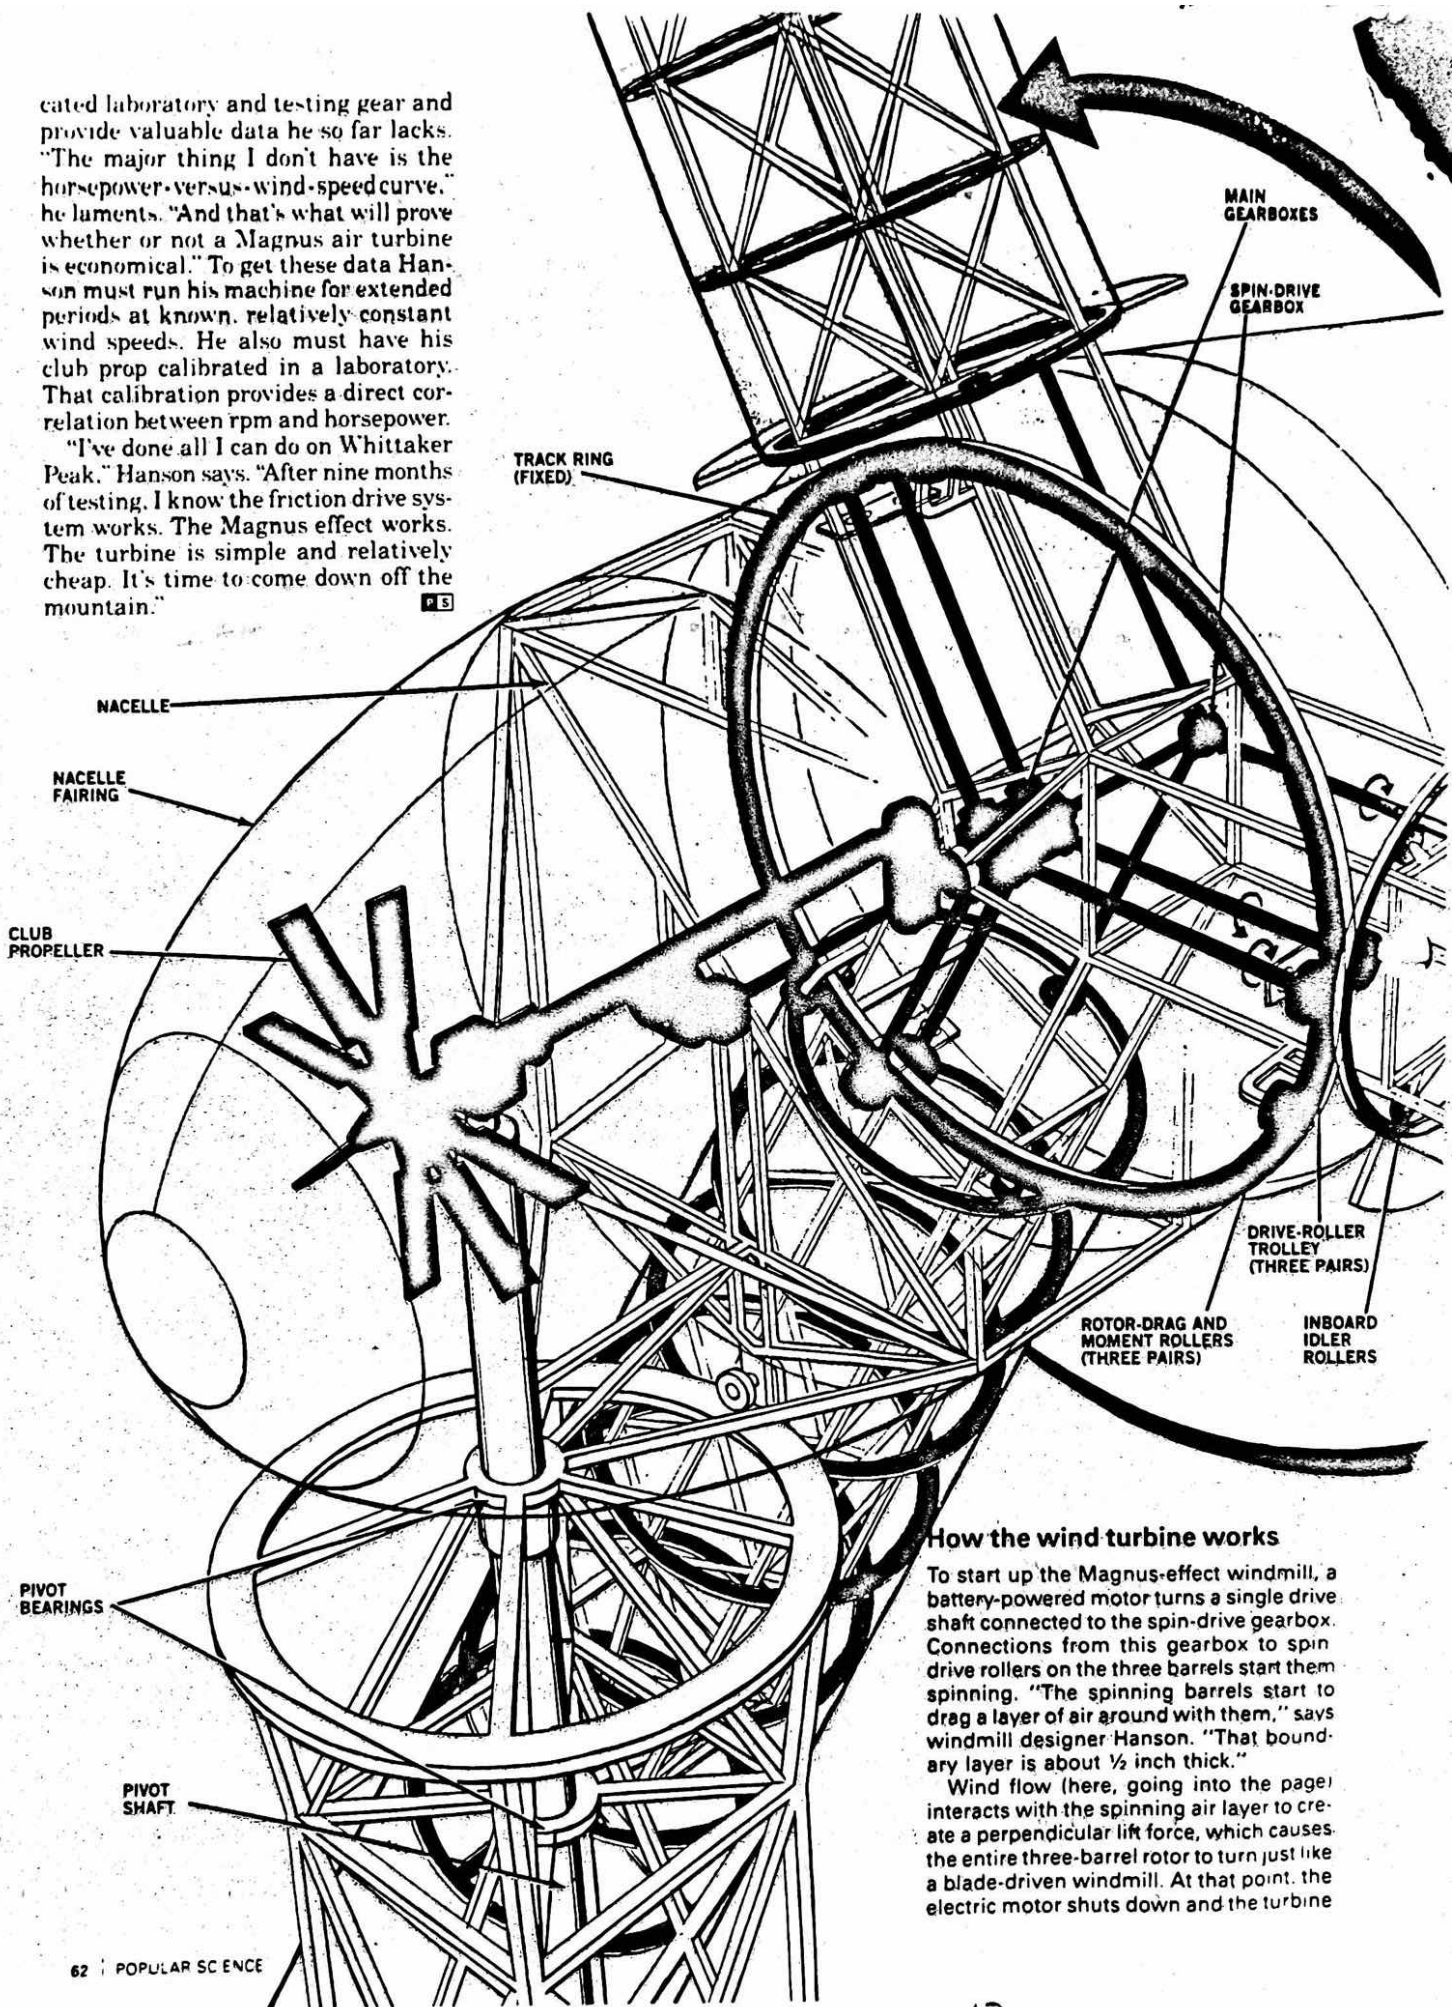 cated laboratory and testing gear and
provide valuable data he so far lacks.
"The major thing I don't have is the
horsepower-versus-wind-speed curve,"
he laments. "And that's what will prove
whether or not a Magnus air turbine
is economical." To get these data Han-
son must run his machine for extended
periods at known, relatively constant
wind speeds. He also must have his
club prop calibrated in a laboratory.
That calibration provides a direct cor-
relation between rpm and horsepower.
"I've done all I can do on Whittaker
Peak," Hanson says. "After nine months
of testing, I know the friction drive sys-
tem works. The Magnus effect works.
The turbine is simple and relatively
cheap. It's time to come down off the
mountain." PS
MAIN
GEARBOXES
SPIN-DRIVE
GEARBOX
TRACK RING
(FIXED)
NACELLE
NACELLE
FAIRING
CLUB
PROPELLER
DRIVE-ROLLER
TROLLEY
(THREE PAIRS)
ROTOR-DRAG AND
MOMENT ROLLERS
(THREE PAIRS)
INBOARD
IDLER
ROLLERS
PIVOT
BEARINGS
PIVOT
SHAFT
How the wind turbine works
To start up the Magnus-effect windmill, a
battery-powered motor turns a single drive
shaft connected to the spin-drive gearbox.
Connections from this gearbox to spin
drive rollers on the three barrels start them
spinning. "The spinning barrels start to
drag a layer of air around with them," says
windmill designer Hanson. "That bound-
ary layer is about ½ inch thick."
Wind flow (here, going into the page)
interacts with the spinning air layer to cre-
ate a perpendicular lift force, which causes
the entire three-barrel rotor to turn just like
a blade-driven windmill. At that point, the
electric motor shuts down and the turbine
62 | POPULAR SCIENCE